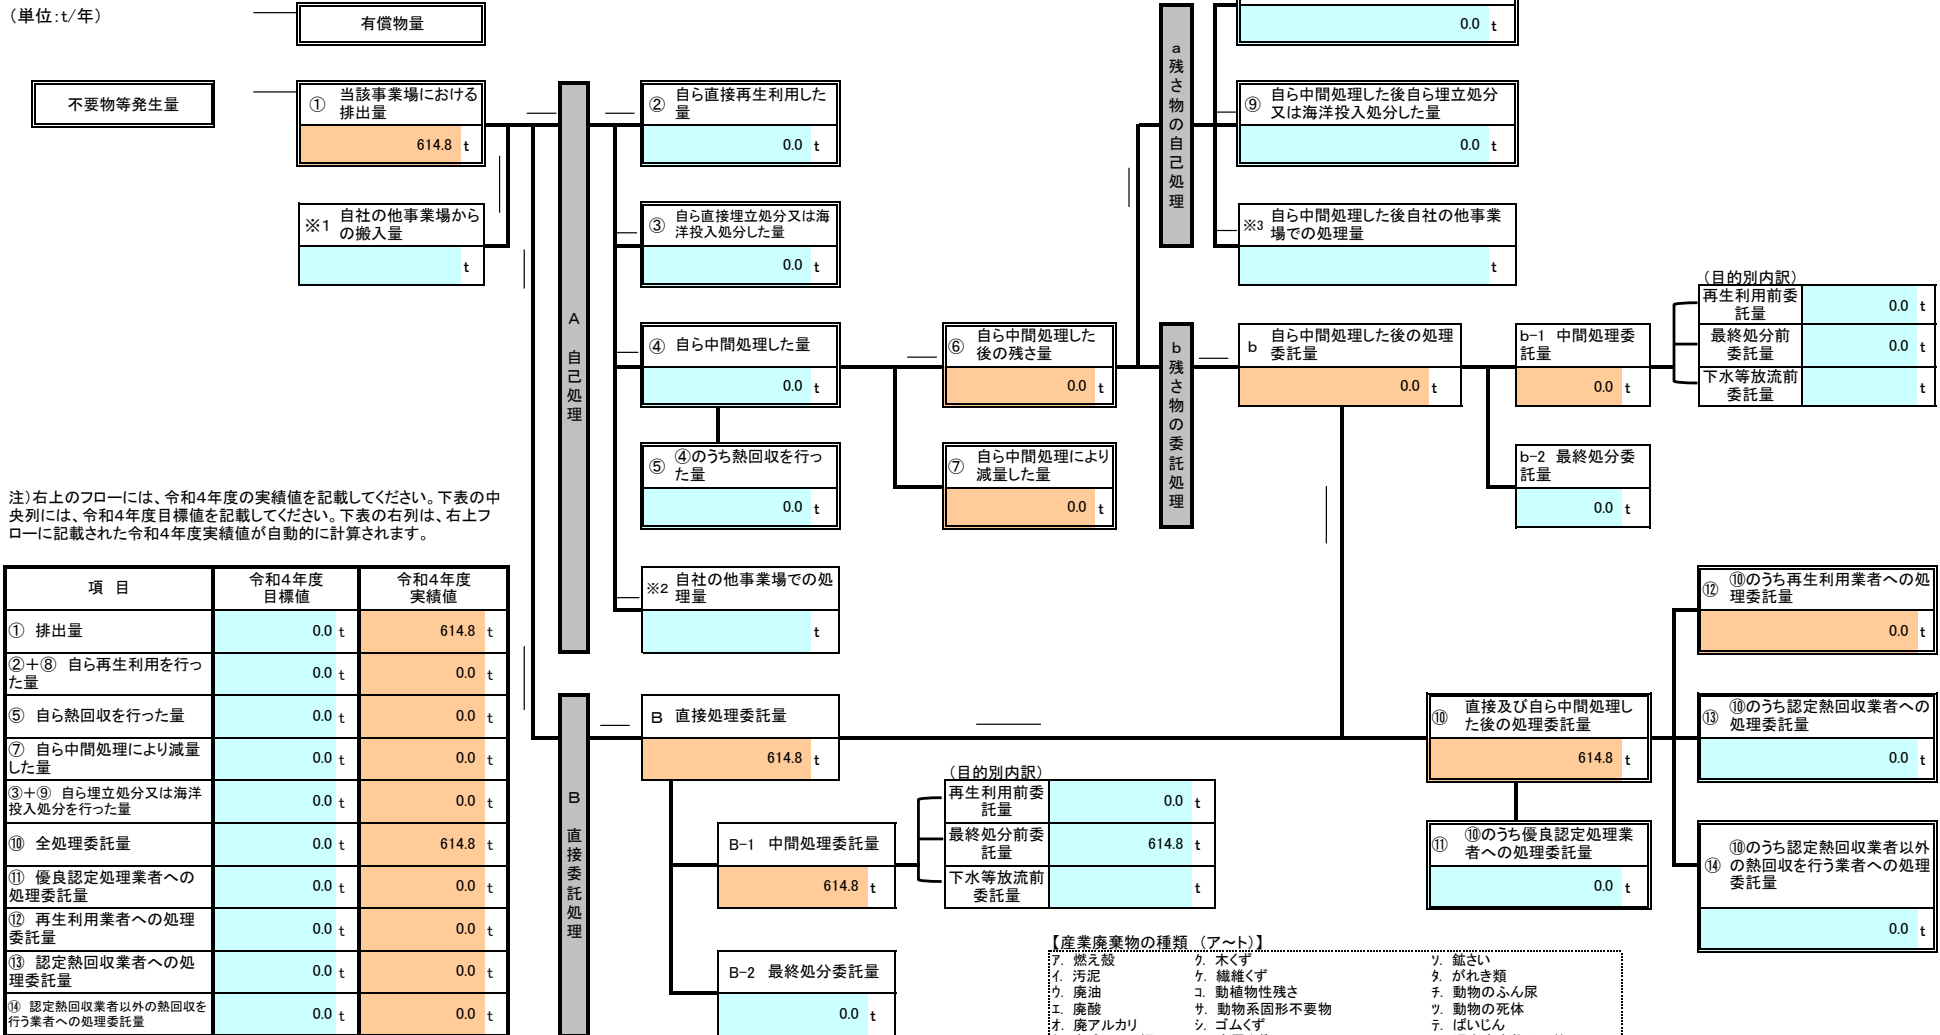 (単位:t/年)
有償物量
不要物等発生量
① 当該事業場における
排出量
614.8 t
※1 自社の他事業場から
の搬入量
t
A 自己処理
② 自ら直接再生利用した
量
0.0 t
③ 自ら直接埋立処分又は海
洋投入処分した量
0.0 t
④ 自ら中間処理した量
0.0 t
⑤ ④のうち熱回収を行っ
た量
0.0 t
※2 自社の他事業場での処
理量
t
⑥ 自ら中間処理した
後の残さ量
0.0 t
⑦ 自ら中間処理により
減量した量
0.0 t
a 残さ物の自己処理
0.0 t
⑨ 自ら中間処理した後自ら埋立処分
又は海洋投入処分した量
0.0 t
※3 自ら中間処理した後自社の他事業
場での処理量
t
b 残さ物の委託処理
b 自ら中間処理した後の処理
委託量
0.0 t
b-1 中間処理委
託量
0.0 t
b-2 最終処分委
託量
0.0 t
(目的別内訳)
再生利用前委
託量
0.0 t
最終処分前
委託量
0.0 t
下水等放流前
委託量
t
注)右上のフローには、令和4年度の実績値を記載してください。下表の中
央列には、令和4年度目標値を記載してください。下表の右列は、右上フ
ローに記載された令和4年度実績値が自動的に計算されます。
項 目 令和4年度 目標値 令和4年度 実績値
① 排出量 0.0 t 614.8 t
②+⑧ 自ら再生利用を行っ
た量 0.0 t 0.0 t
⑤ 自ら熱回収を行った量 0.0 t 0.0 t
⑦ 自ら中間処理により減量
した量 0.0 t 0.0 t
③+⑨ 自ら埋立処分又は海洋
投入処分を行った量 0.0 t 0.0 t
⑩ 全処理委託量 0.0 t 614.8 t
⑪ 優良認定処理業者への
処理委託量 0.0 t 0.0 t
⑫ 再生利用業者への処理
委託量 0.0 t 0.0 t
⑬ 認定熱回収業者への処
理委託量 0.0 t 0.0 t
⑭ 認定熱回収業者以外の熱回収を
行う業者への処理委託量 0.0 t 0.0 t
B 直接委託処理
B 直接処理委託量
614.8 t
B-1 中間処理委託量
614.8 t
B-2 最終処分委託量
0.0 t
(目的別内訳)
再生利用前委
託量
0.0 t
最終処分前委
託量
614.8 t
下水等放流前
委託量
t
⑩ 直接及び自ら中間処理し
た後の処理委託量
614.8 t
⑪ ⑩のうち優良認定処理業
者への処理委託量
0.0 t
⑫ ⑩のうち再生利用業者への処
理委託量
0.0 t
⑬ ⑩のうち認定熱回収業者への
処理委託量
0.0 t
⑭ ⑩のうち認定熱回収業者以外
の熱回収を行う業者への処理
委託量
0.0 t
【産業廃棄物の種類 (ア～ト)】
ア. 燃え殻 ク. 木くず ソ. 鉱さい
イ. 汚泥 ケ. 繊維くず タ. がれき類
ウ. 廃油 コ. 動植物性残さ チ. 動物のふん尿
エ. 廃酸 サ. 動物系固形不要物 ツ. 動物の死体
オ. 廃アルカリ シ. ゴムくず テ. ばいじん